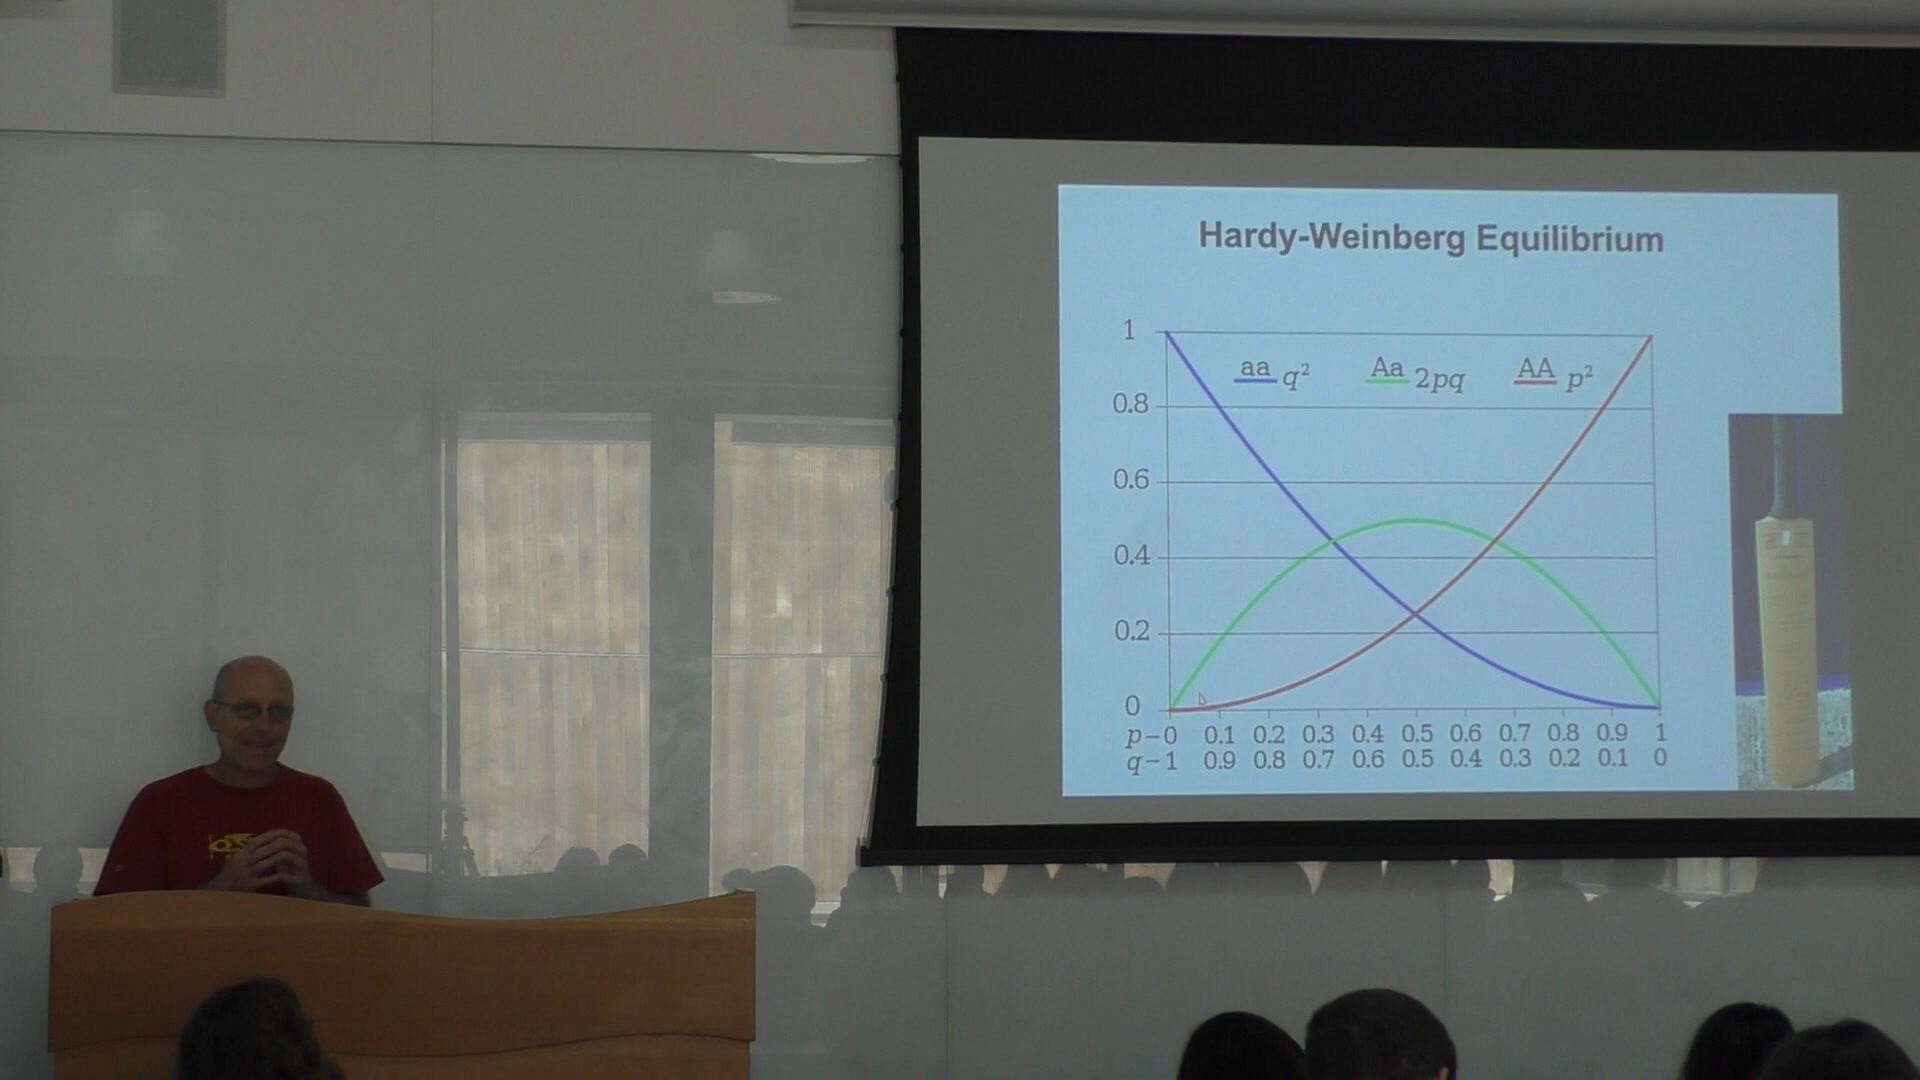 Hardy-Weinberg Equilibrium
1
aa q² Aa 2pq AA p²
0.8
0.6
0.4
0.2
0
p–0 0.1 0.2 0.3 0.4 0.5 0.6 0.7 0.8 0.9 1
q–1 0.9 0.8 0.7 0.6 0.5 0.4 0.3 0.2 0.1 0